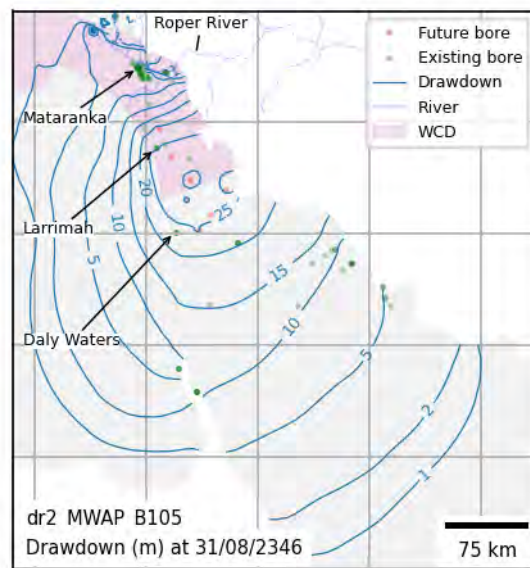 Roper River
Future bore
Existing bore
Drawdown
River
WCD
Mataranka
Larrimah
Daly Waters
20
25
10
15
5
10
5
2
1
dr2 MWAP B105
Drawdown (m) at 31/08/2346
75 km